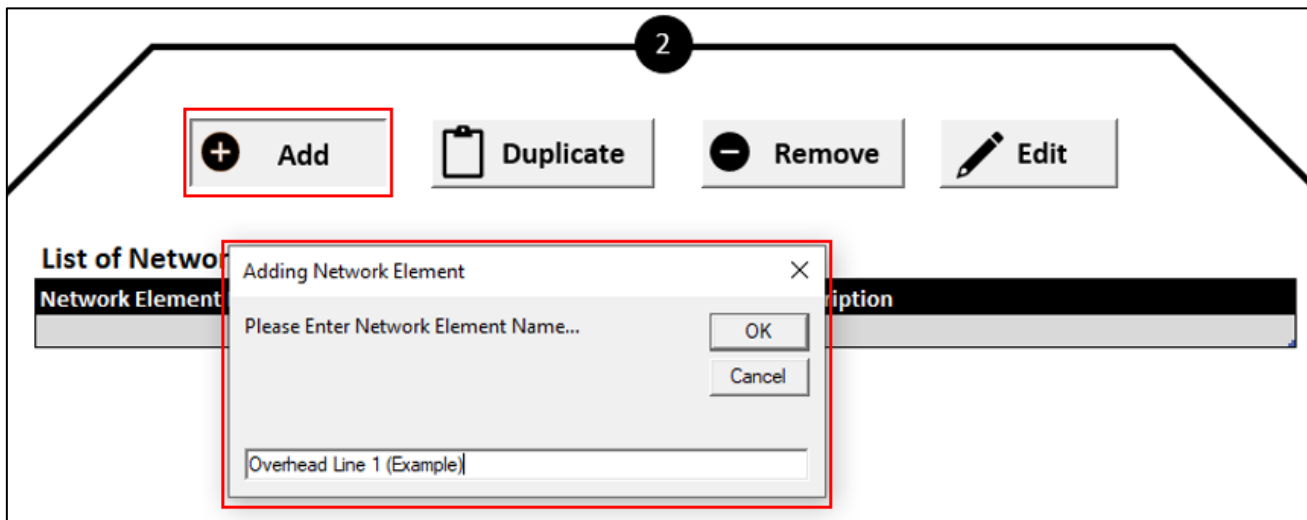 2
Add
Duplicate
Remove
Edit
List of Networ
Adding Network Element
Network Element
ription
Please Enter Network Element Name...
OK
Cancel
Overhead Line 1 (Example)